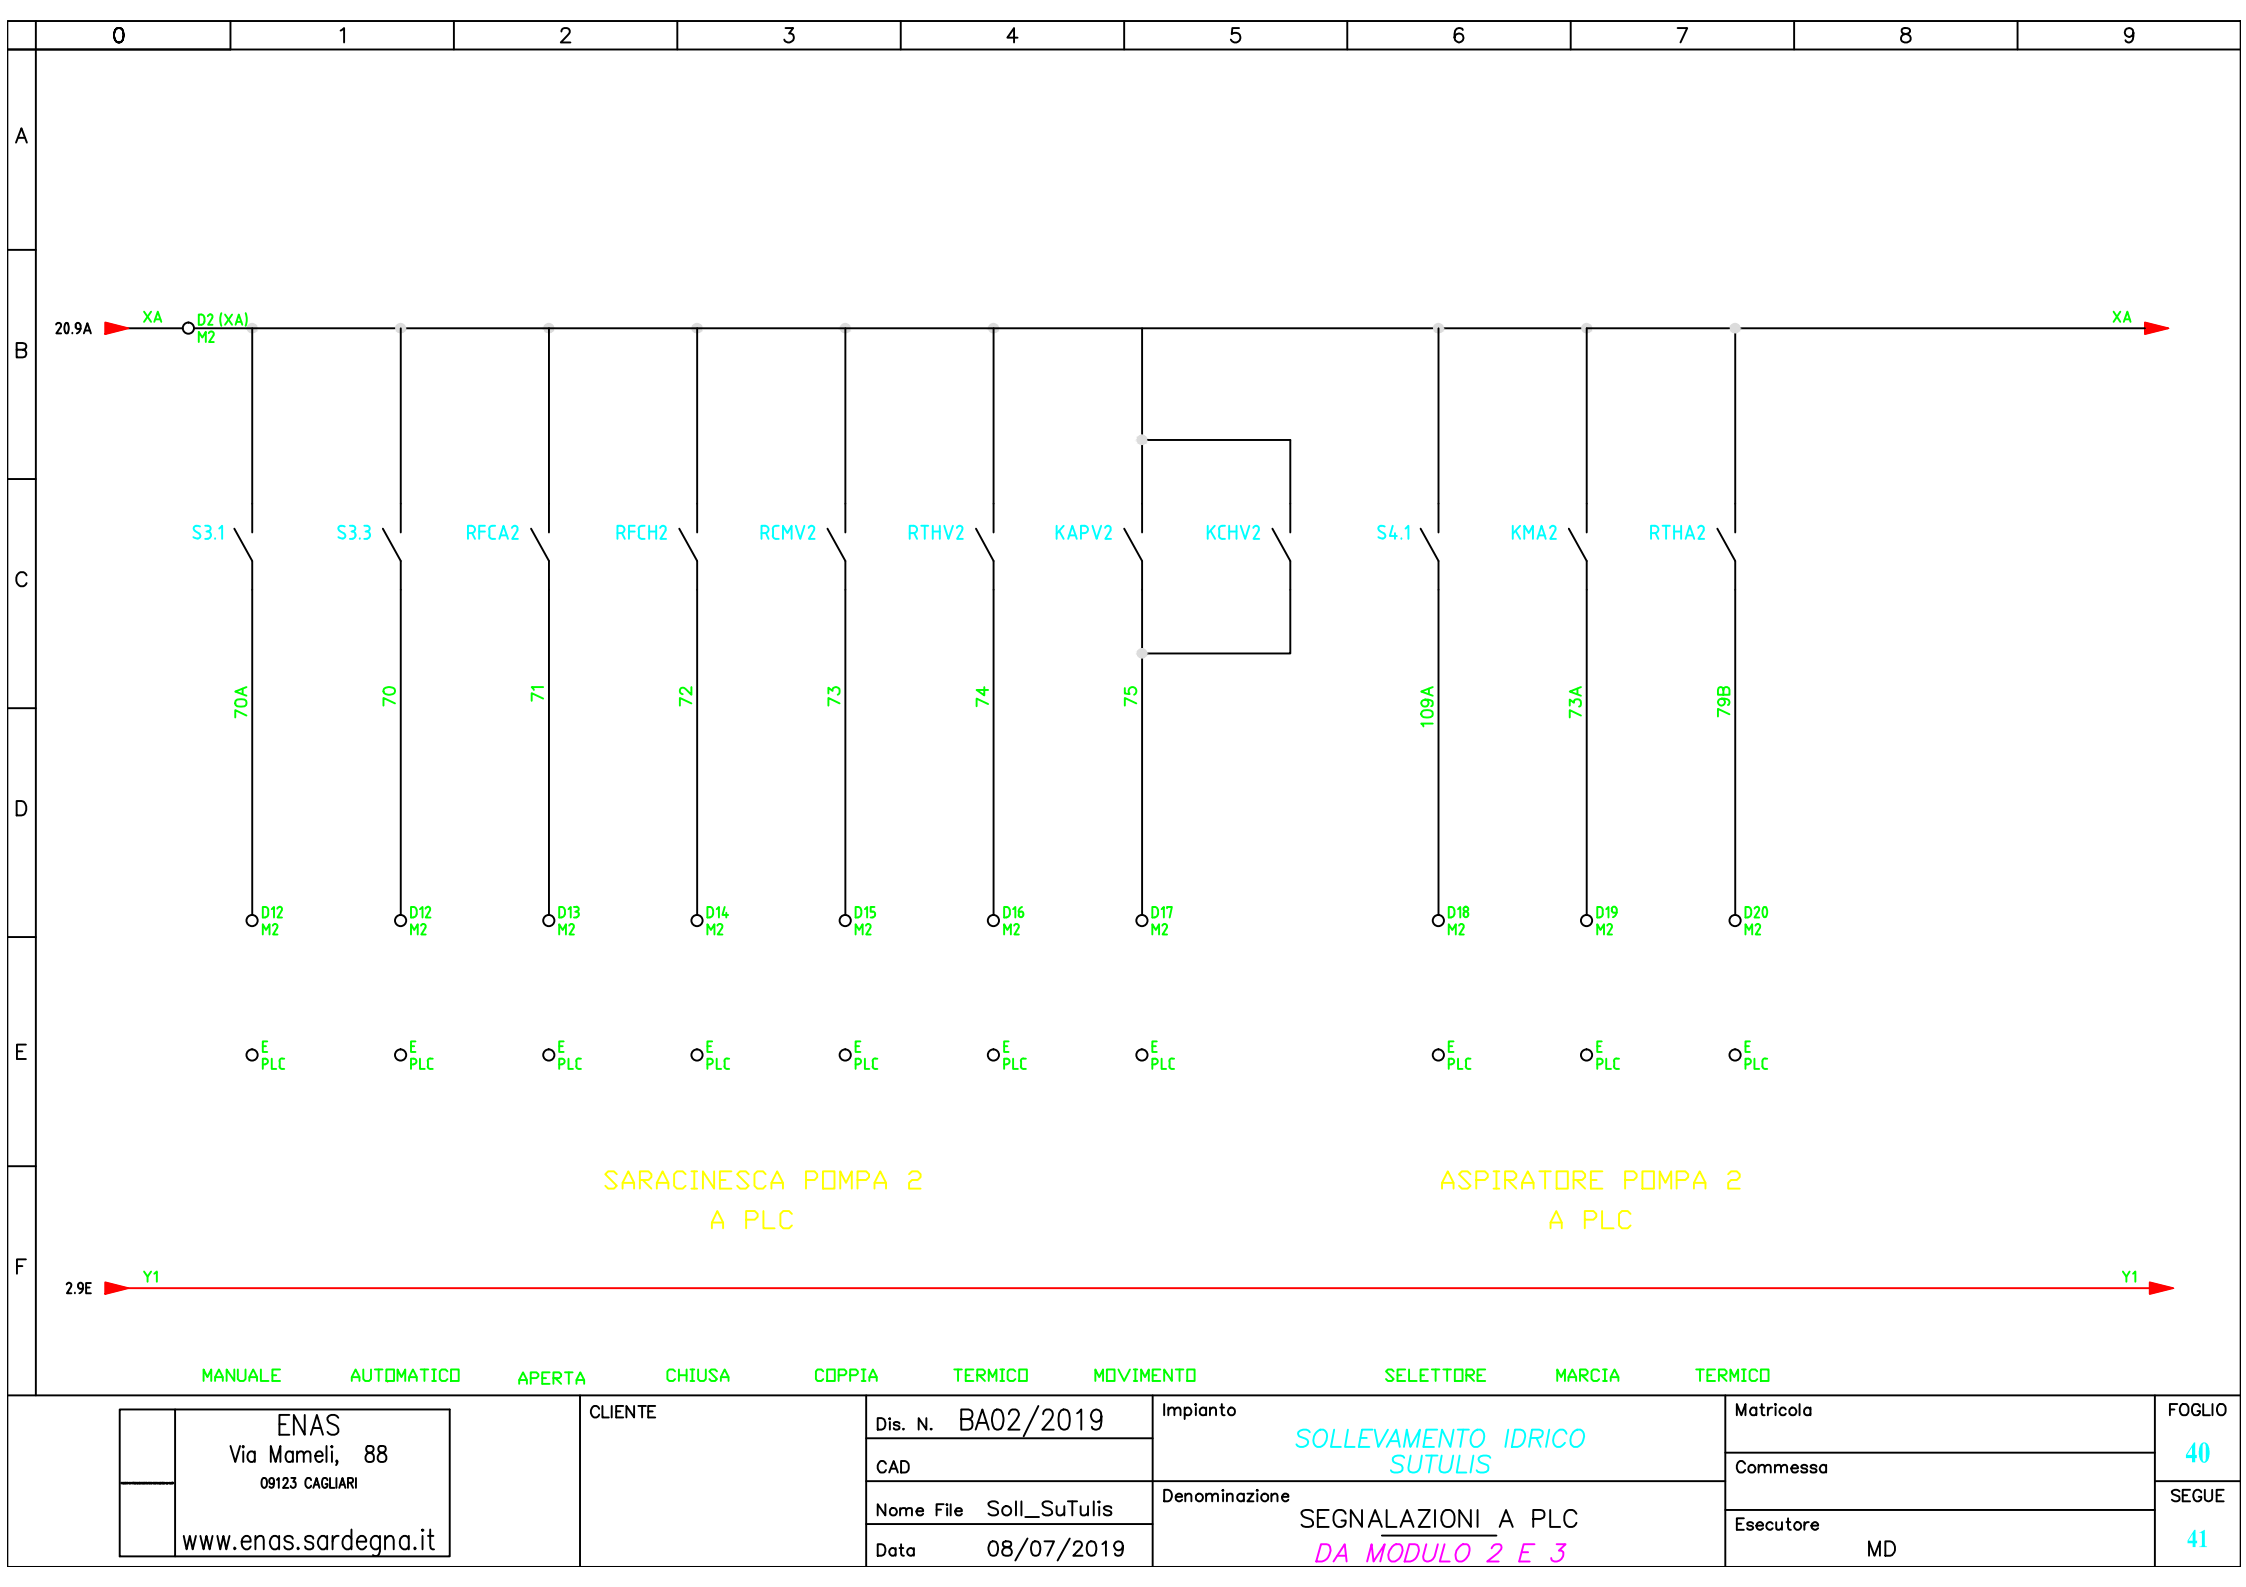 0 1 2 3 4 5 6 7 8 9
A
XA D2 (XA) XA
20.9A
M2
B
S3.1 S3.3 RFCA2 RFCH2 RCMV2 RTHV2 KAPV2 KCHV2 S4.1 KMA2 RTHA2
C
70A 70 71 72 73 74 75 109A 73A 79B
D
D12 D12 D13 D14 D15 D16 D17 D18 D19 D20
M2 M2 M2 M2 M2 M2 M2 M2 M2 M2
E
E E E E E E E E E E
PLC PLC PLC PLC PLC PLC PLC PLC PLC PLC
SARACINESCA POMPA 2 ASPIRATORE POMPA 2
A PLC A PLC
F
Y1 Y1
2.9E
MANUALE AUTOMATICO APERTA CHIUSA COPPIA TERMICO MOVIMENTO SELETTORE MARCIA TERMICO
ENAS
Via Mameli, 88
09123 CAGLIARI
www.enas.sardegna.it
CLIENTE
Dis. N. BA02/2019
CAD
Nome File Soll_SuTulis
Data 08/07/2019
Impianto
SOLLEVAMENTO IDRICO
SUTULIS
Denominazione
SEGNALAZIONI A PLC
DA MODULO 2 E 3
Matricola
Commessa
Esecutore
MD
FOGLIO
40
SEGUE
41